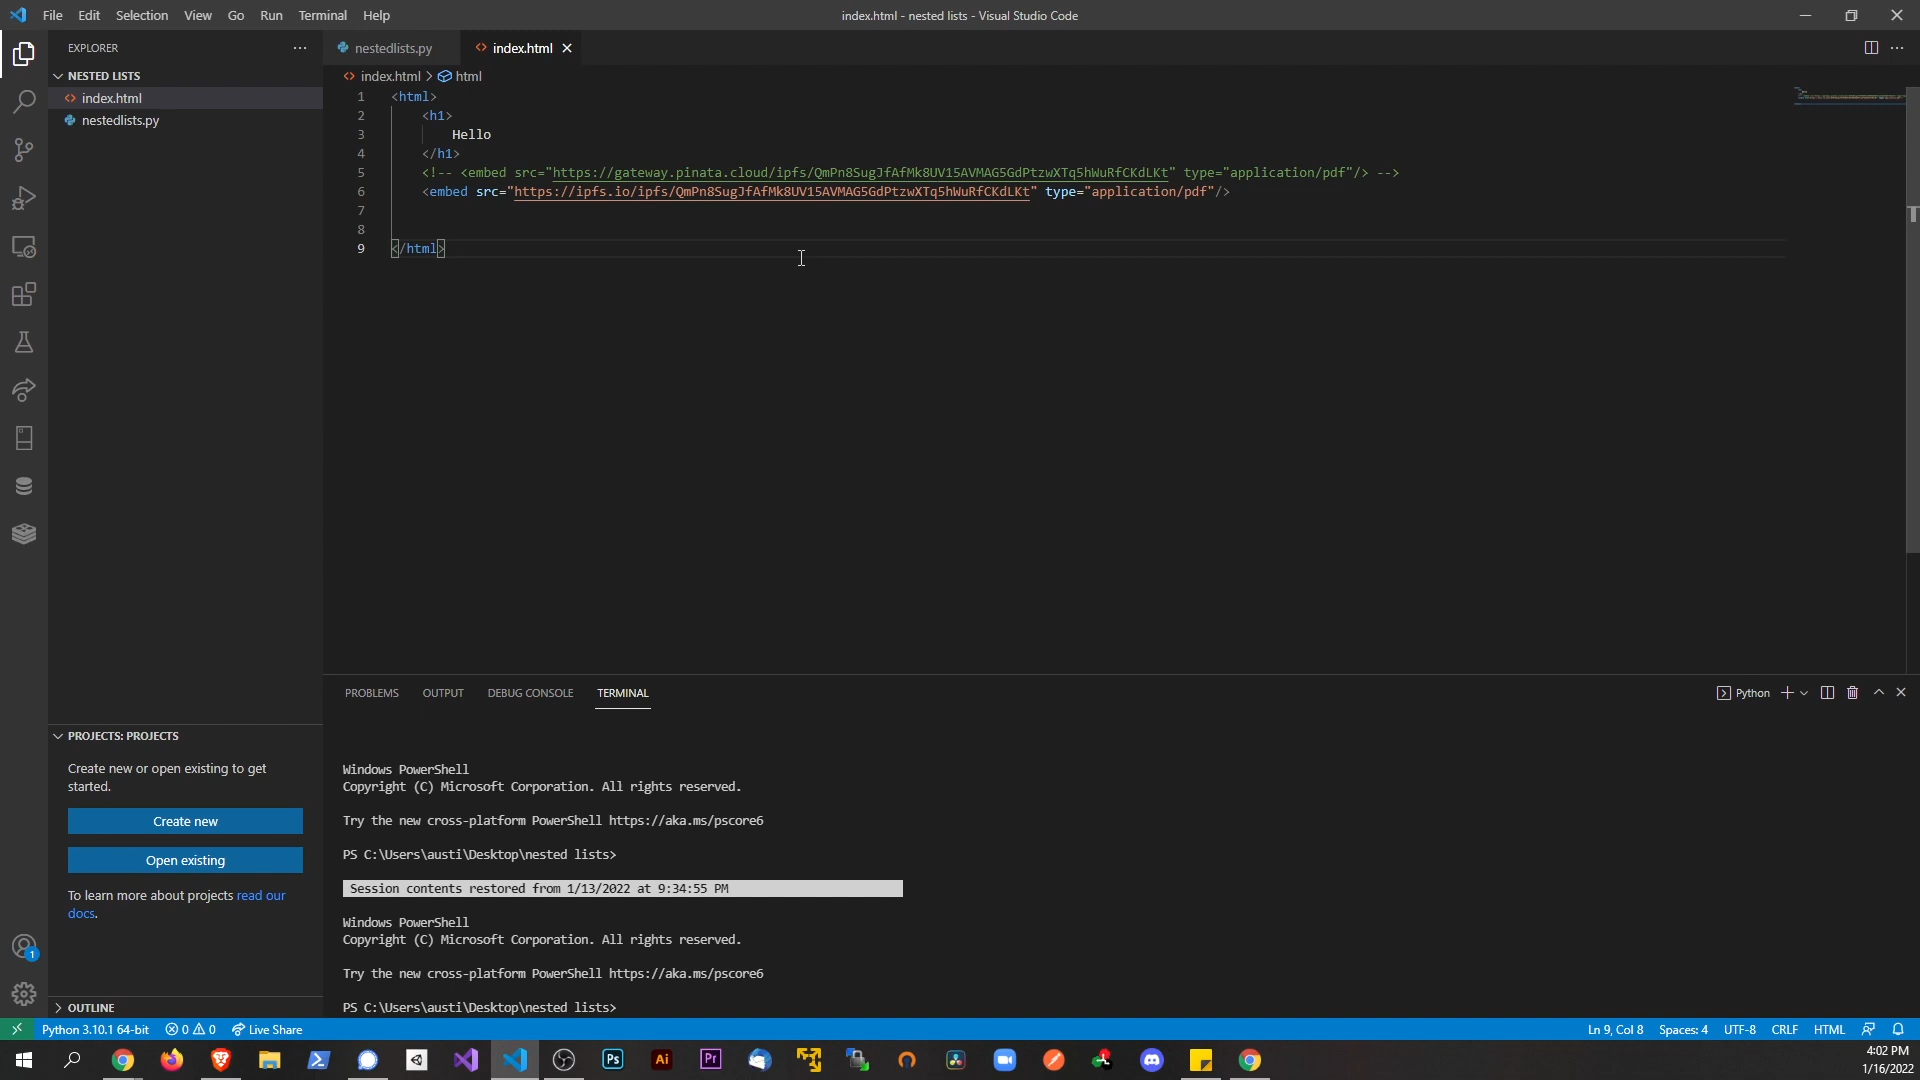 File Edit Selection View Go Run Terminal Help
index.html - nested lists - Visual Studio Code
EXPLORER
NESTED LISTS
index.html
nestedlists.py
nestedlists.py
index.html
index.html > html
1 <html>
2 <h1>
3 Hello
4 </h1>
5 <!-- <embed src="https://gateway.pinata.cloud/ipfs/QmPn8SugJfAfMk8UV15AVMAG5GdPtzwXTq5hWuRfCKdLKt" type="application/pdf"/> -->
6 <embed src="https://ipfs.io/ipfs/QmPn8SugJfAfMk8UV15AVMAG5GdPtzwXTq5hWuRfCKdLKt" type="application/pdf"/>
7
8
9 </html>
PROJECTS: PROJECTS
Create new or open existing to get
started.
Create new
Open existing
To learn more about projects read our
docs.
OUTLINE
PROBLEMS OUTPUT DEBUG CONSOLE TERMINAL
Python
Windows PowerShell
Copyright (C) Microsoft Corporation. All rights reserved.
Try the new cross-platform PowerShell https://aka.ms/pscore6
PS C:\Users\austi\Desktop\nested lists>
Session contents restored from 1/13/2022 at 9:34:55 PM
Windows PowerShell
Copyright (C) Microsoft Corporation. All rights reserved.
Try the new cross-platform PowerShell https://aka.ms/pscore6
PS C:\Users\austi\Desktop\nested lists>
1
Python 3.10.1 64-bit 0 0 Live Share
Ln 9, Col 8 Spaces: 4 UTF-8 CRLF HTML
Ps Ai Pr
4:02 PM
1/16/2022